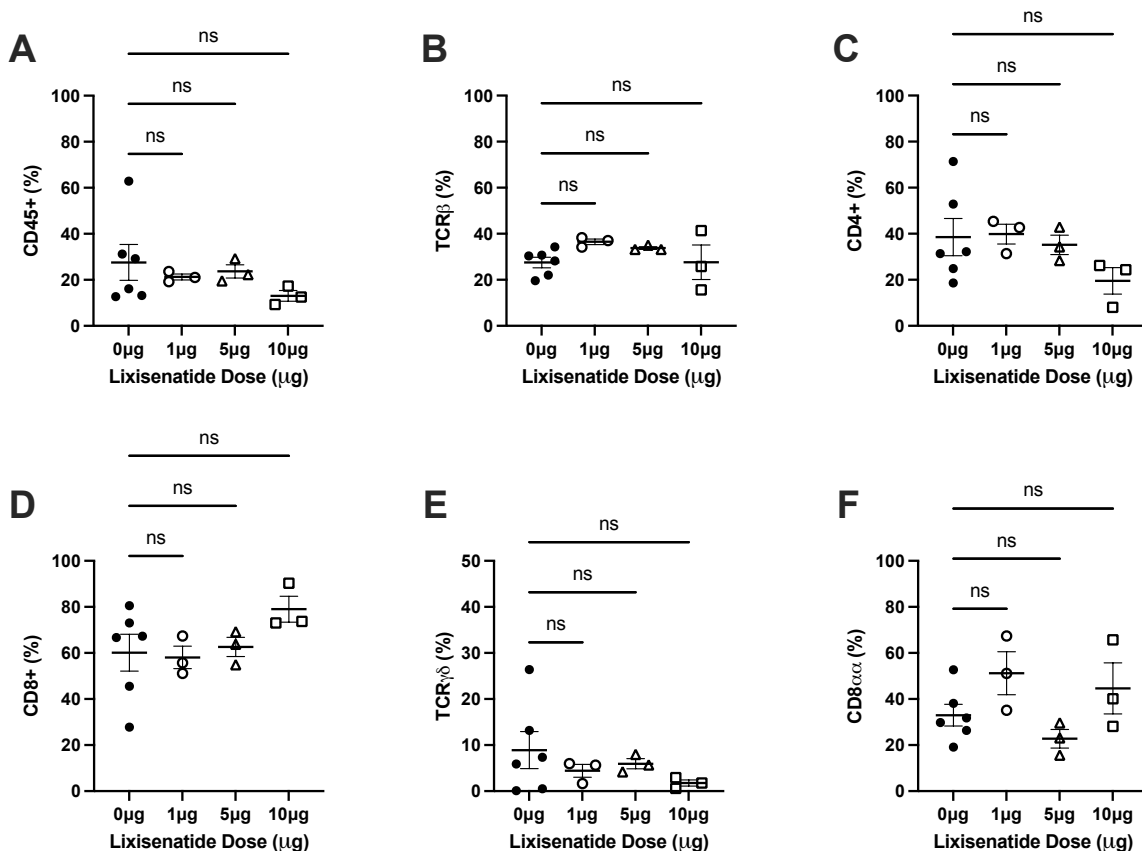 A
ns
ns
ns
CD45+ (%)
100
80
60
40
20
0
0µg 1µg 5µg 10µg
Lixisenatide Dose (µg)
B
ns
ns
ns
TCRβ (%)
100
80
60
40
20
0
0µg 1µg 5µg 10µg
Lixisenatide Dose (µg)
C
ns
ns
ns
CD4+ (%)
100
80
60
40
20
0
0µg 1µg 5µg 10µg
Lixisenatide Dose (µg)
D
ns
ns
ns
CD8+ (%)
100
80
60
40
20
0
0µg 1µg 5µg 10µg
Lixisenatide Dose (µg)
E
ns
ns
ns
TCRγδ (%)
50
40
30
20
10
0
0µg 1µg 5µg 10µg
Lixisenatide Dose (µg)
F
ns
ns
ns
CD8αα (%)
100
80
60
40
20
0
0µg 1µg 5µg 10µg
Lixisenatide Dose (µg)